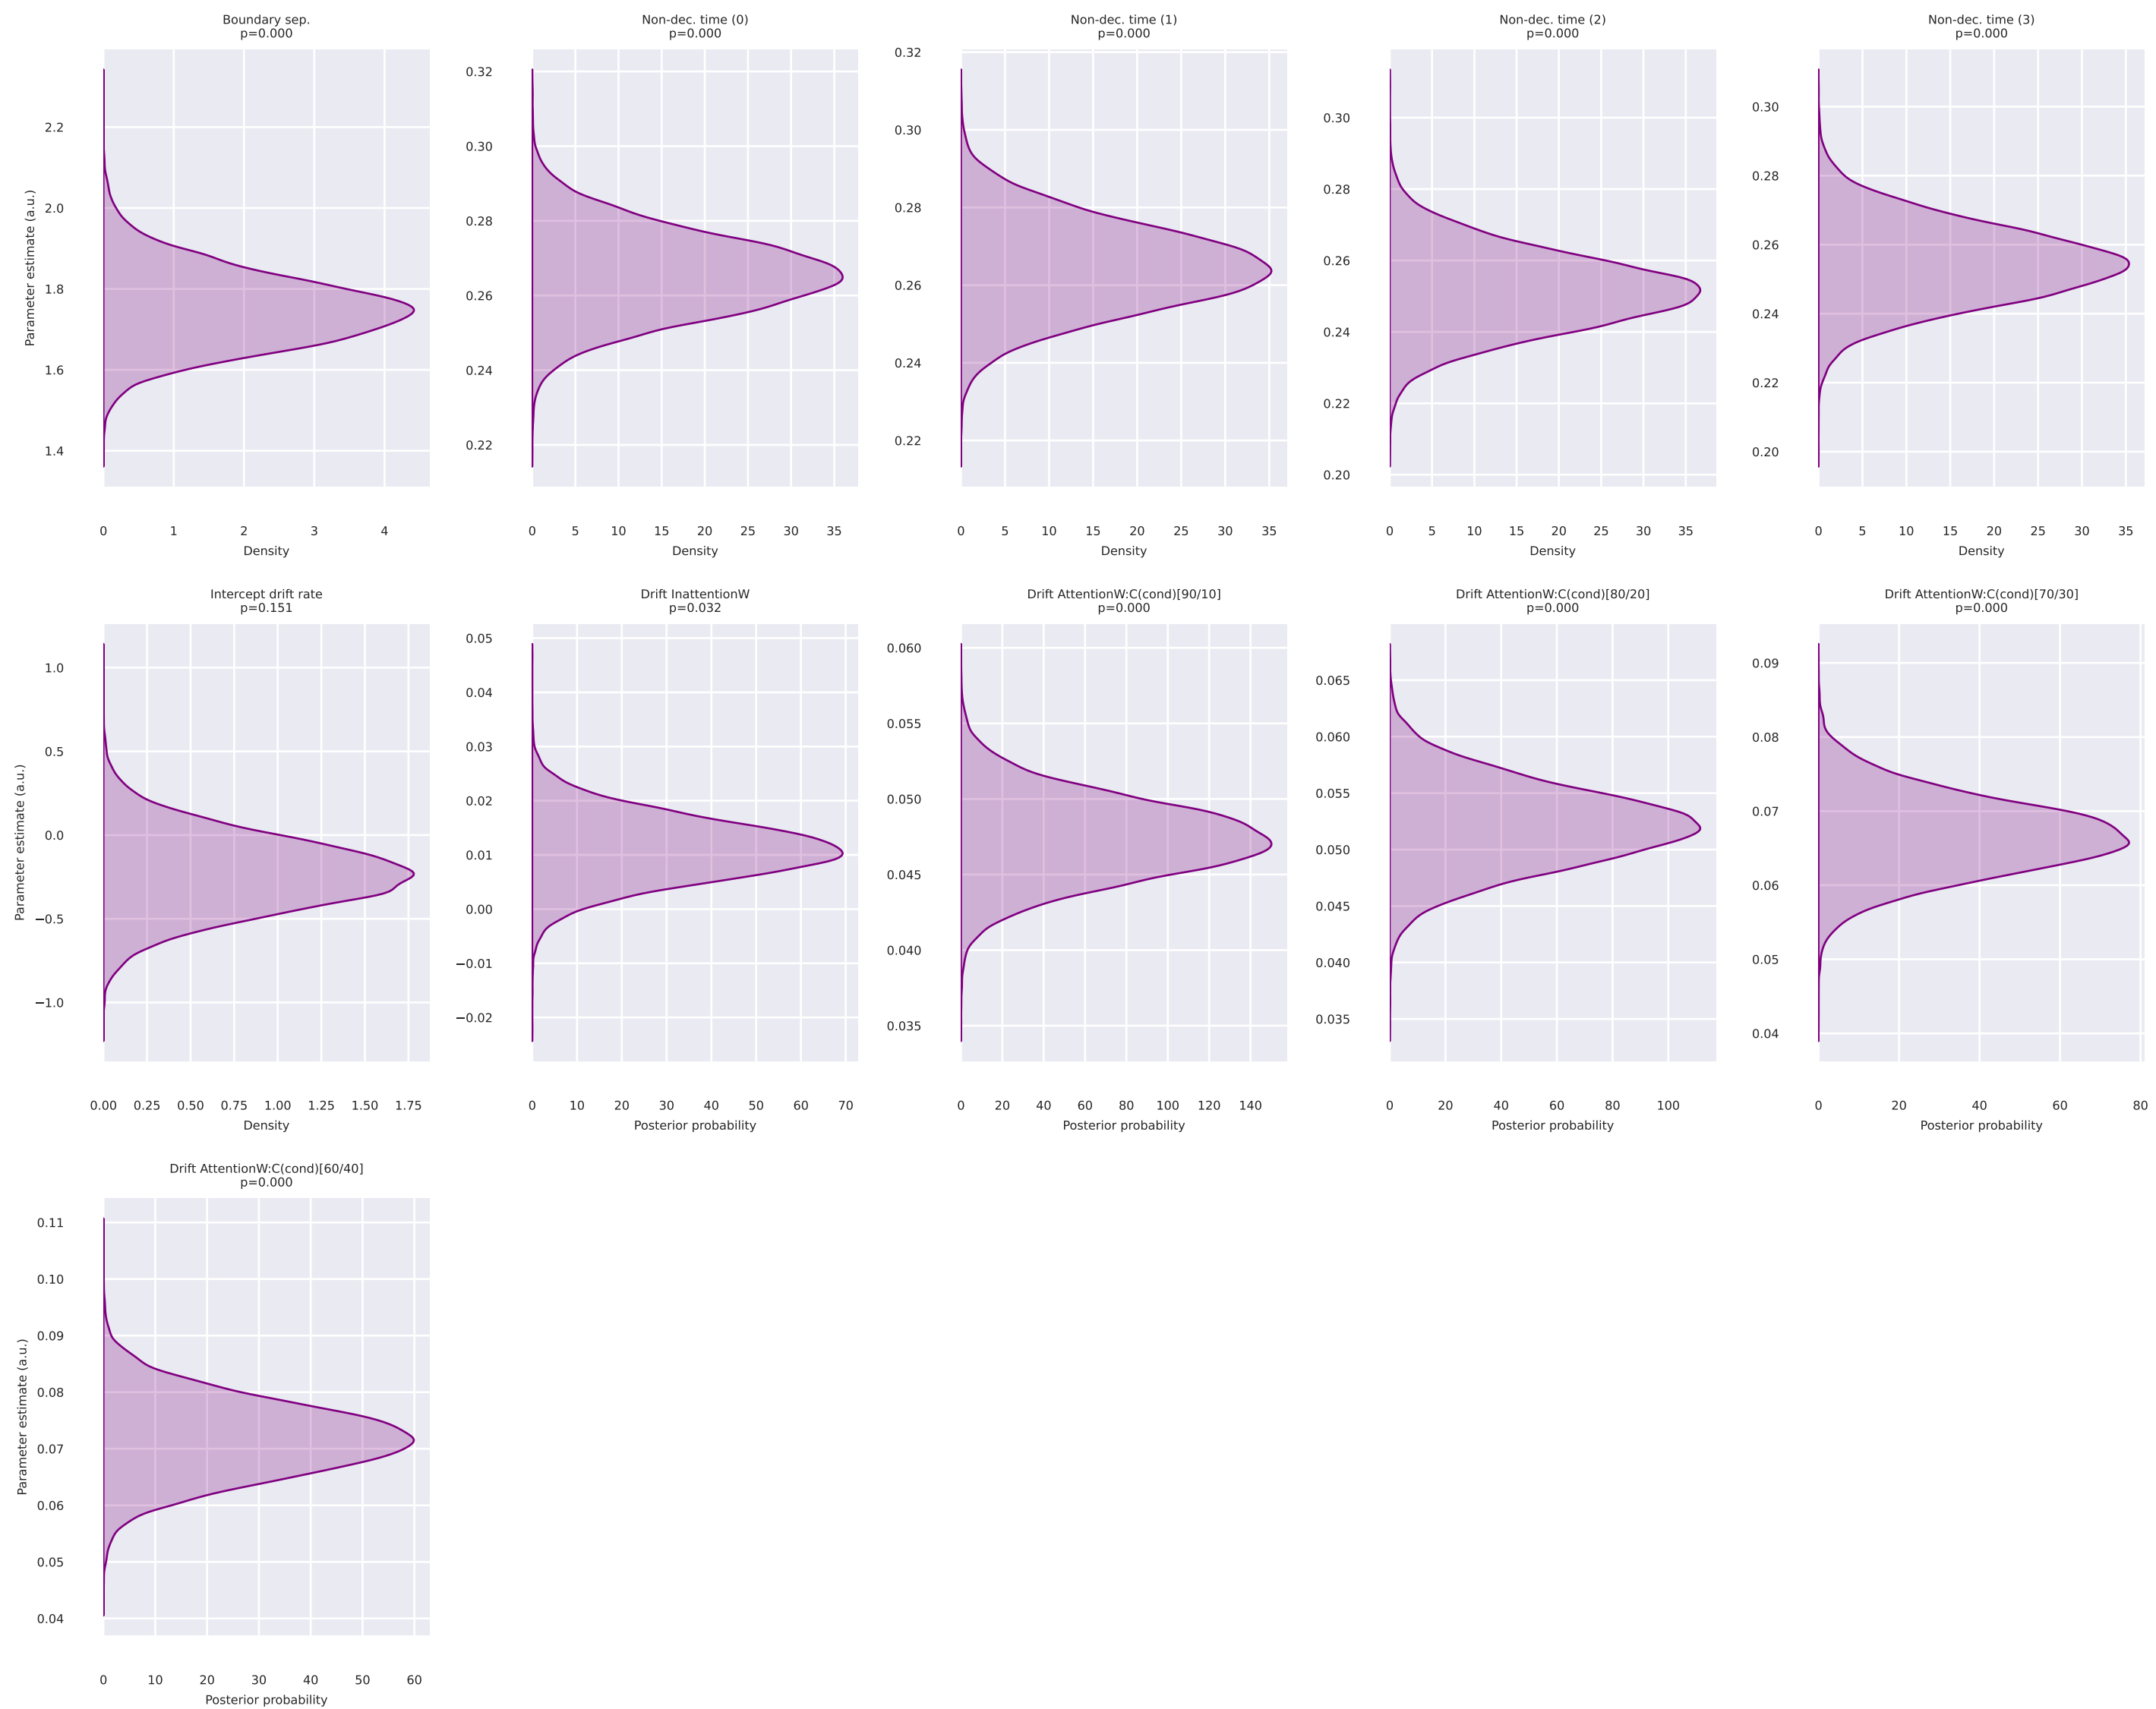 Boundary sep.
p=0.000
Non-dec. time (0)
p=0.000
Non-dec. time (1)
p=0.000
Non-dec. time (2)
p=0.000
Non-dec. time (3)
p=0.000
Parameter estimate (a.u.)
2.2
2.0
1.8
1.6
1.4
0 1 2 3 4
Density
0.32
0.30
0.28
0.26
0.24
0.22
0 5 10 15 20 25 30 35
Density
0.32
0.30
0.28
0.26
0.24
0.22
0 5 10 15 20 25 30 35
Density
0.30
0.28
0.26
0.24
0.22
0.20
0 5 10 15 20 25 30 35
Density
0.30
0.28
0.26
0.24
0.22
0.20
0 5 10 15 20 25 30 35
Density
Intercept drift rate
p=0.151
Drift InattentionW
p=0.032
Drift AttentionW:C(cond)[90/10]
p=0.000
Drift AttentionW:C(cond)[80/20]
p=0.000
Drift AttentionW:C(cond)[70/30]
p=0.000
Parameter estimate (a.u.)
1.0
0.5
0.0
−0.5
−1.0
0.00 0.25 0.50 0.75 1.00 1.25 1.50 1.75
Density
0.05
0.04
0.03
0.02
0.01
0.00
−0.01
−0.02
0 10 20 30 40 50 60 70
Posterior probability
0.060
0.055
0.050
0.045
0.040
0.035
0 20 40 60 80 100 120 140
Posterior probability
0.065
0.060
0.055
0.050
0.045
0.040
0.035
0 20 40 60 80 100
Posterior probability
0.09
0.08
0.07
0.06
0.05
0.04
0 20 40 60 80
Posterior probability
Drift AttentionW:C(cond)[60/40]
p=0.000
Parameter estimate (a.u.)
0.11
0.10
0.09
0.08
0.07
0.06
0.05
0.04
0 10 20 30 40 50 60
Posterior probability